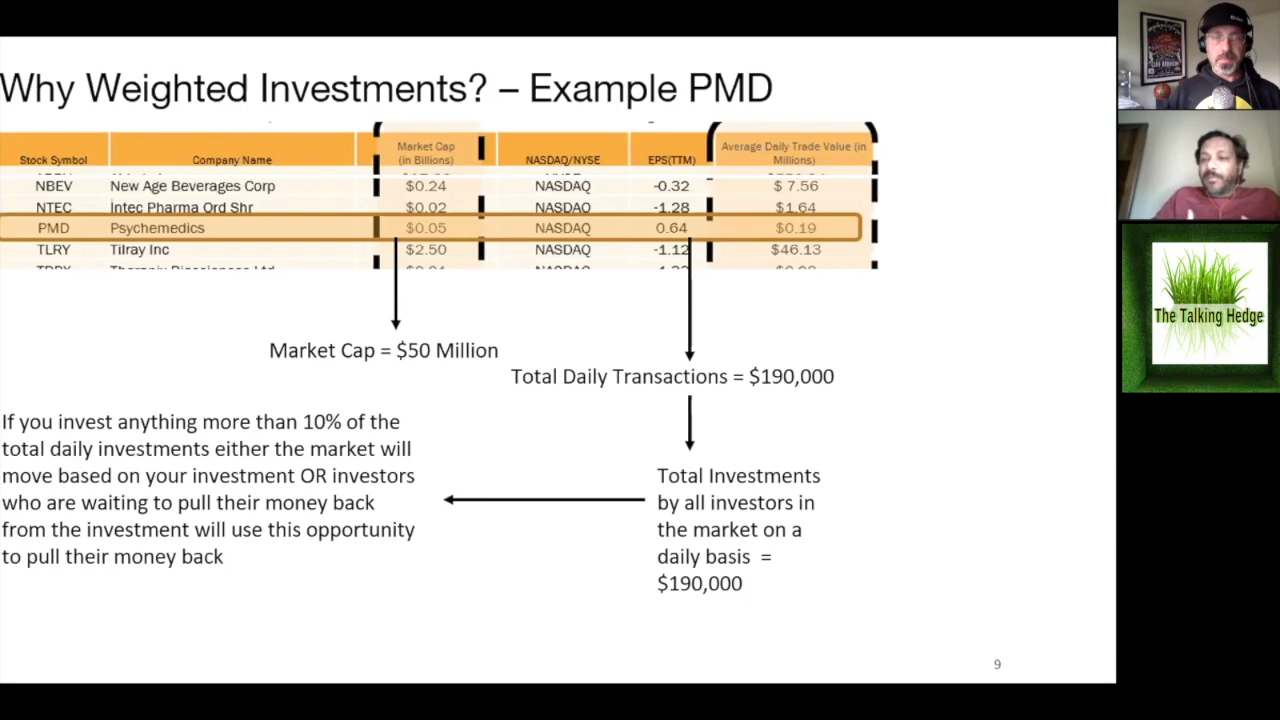 Why Weighted Investments? – Example PMD
Stock Symbol Company Name Market Cap (in Billions) NASDAQ/NYSE EPS(TTM) Average Daily Trade Value (in Millions)
NBEV New Age Beverages Corp $0.24 NASDAQ -0.32 $ 7.56
NTEC Intec Pharma Ord Shr $0.02 NASDAQ -1.28 $1.64
PMD Psychemedics $0.05 NASDAQ 0.64 $0.19
TLRY Tilray Inc $2.50 NASDAQ -1.12 $46.13
Market Cap = $50 Million
Total Daily Transactions = $190,000
If you invest anything more than 10% of the
total daily investments either the market will
move based on your investment OR investors
who are waiting to pull their money back
from the investment will use this opportunity
to pull their money back
Total Investments
by all investors in
the market on a
daily basis =
$190,000
9
The Talking Hedge